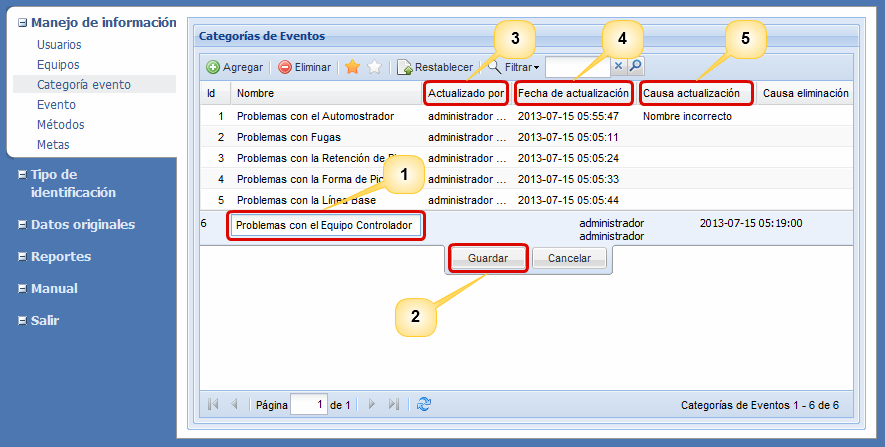 Manejo de información
Usuarios
Equipos
Categoría evento
Evento
Métodos
Metas
Tipo de
identificación
Datos originales
Reportes
Manual
Salir
Categorías de Eventos
3
4
5
Agregar Eliminar Restablecer Filtrar
Id Nombre Actualizado por Fecha de actualización Causa actualización Causa eliminación
1 Problemas con el Automostrador administrador ... 2013-07-15 05:55:47 Nombre incorrecto
2 Problemas con Fugas administrador ... 2013-07-15 05:05:11
3 Problemas con la Retención de administrador ... 2013-07-15 05:05:24
1
4 Problemas con la Forma de administrador ... 2013-07-15 05:05:33
5 Problemas con la Línea Base administrador ... 2013-07-15 05:05:44
6 Problemas con el Equipo Controlador administrador 2013-07-15 05:19:00
administrador
Guardar Cancelar
2
Página 1 de 1 Categorías de Eventos 1 - 6 de 6